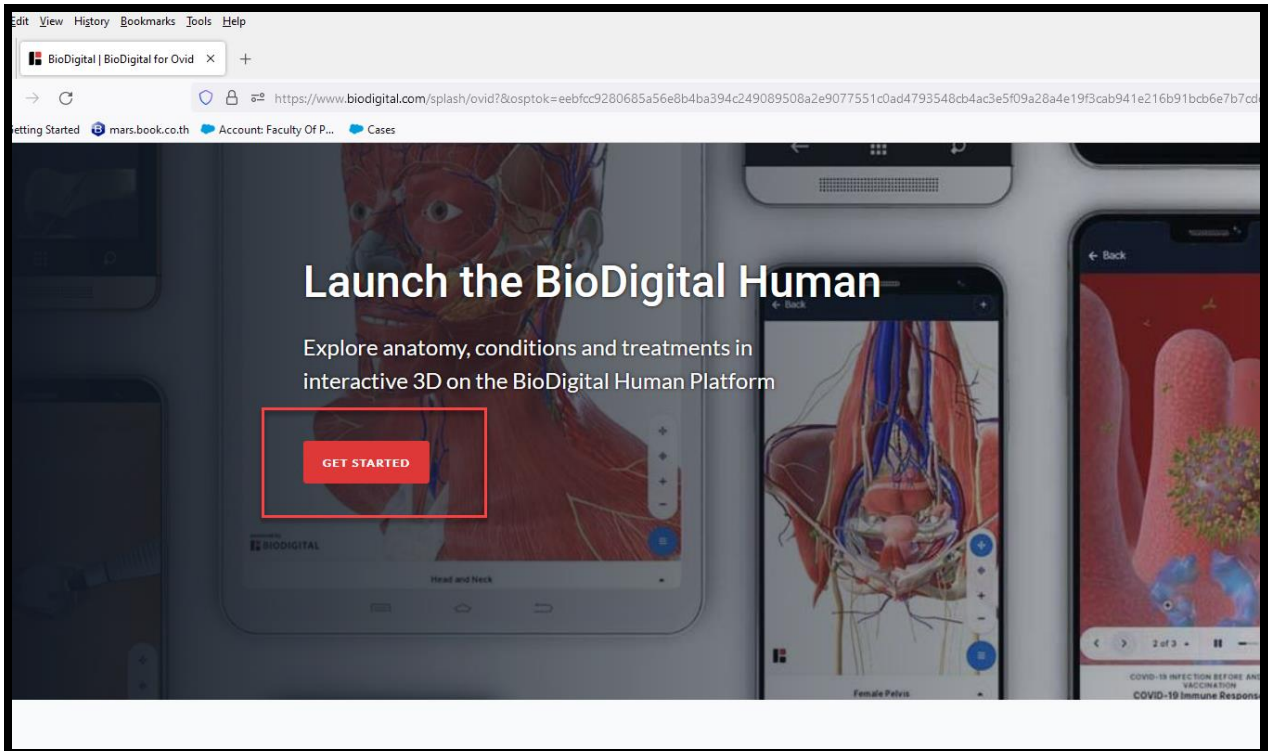 Edit View History Bookmarks Tools Help
BioDigital | BioDigital for Ovid
https://www.biodigital.com/splash/ovid?&losptok=eebfcc9280685a56e8b4ba394c249089508a2e9077551c0ad4793548cb4ac3e5f09a28a4e19f3cab941e216b91bcb6e7b7cd
etting Started mars.book.co.th Account: Faculty Of P... Cases
Launch the BioDigital Human
Explore anatomy, conditions and treatments in
interactive 3D on the BioDigital Human Platform
GET STARTED
BIODIGITAL
Head and Neck
Back
Female Pelvis
Back
2 of 3
COVID-19 INFECTION BEFORE AND
VACCINATION
COVID-19 Immune Respons